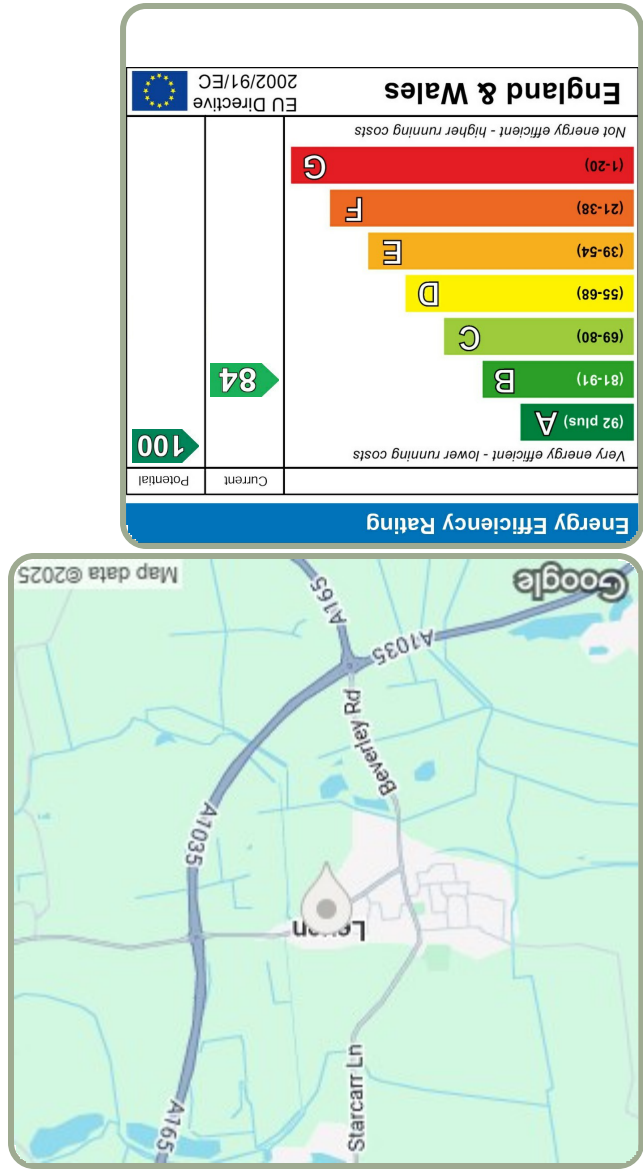 A165
Starcarr Ln
Leven
A1035
Beverley Rd
A1035
A165
Google
Map data ©2025
Energy Efficiency Rating
Current
Potential
Very energy efficient - lower running costs
(92 plus) A
100
(81-91) B
84
(69-80) C
(55-68) D
(39-54) E
(21-38) F
(1-20) G
Not energy efficient - higher running costs
England & Wales
EU Directive
2002/91/EC